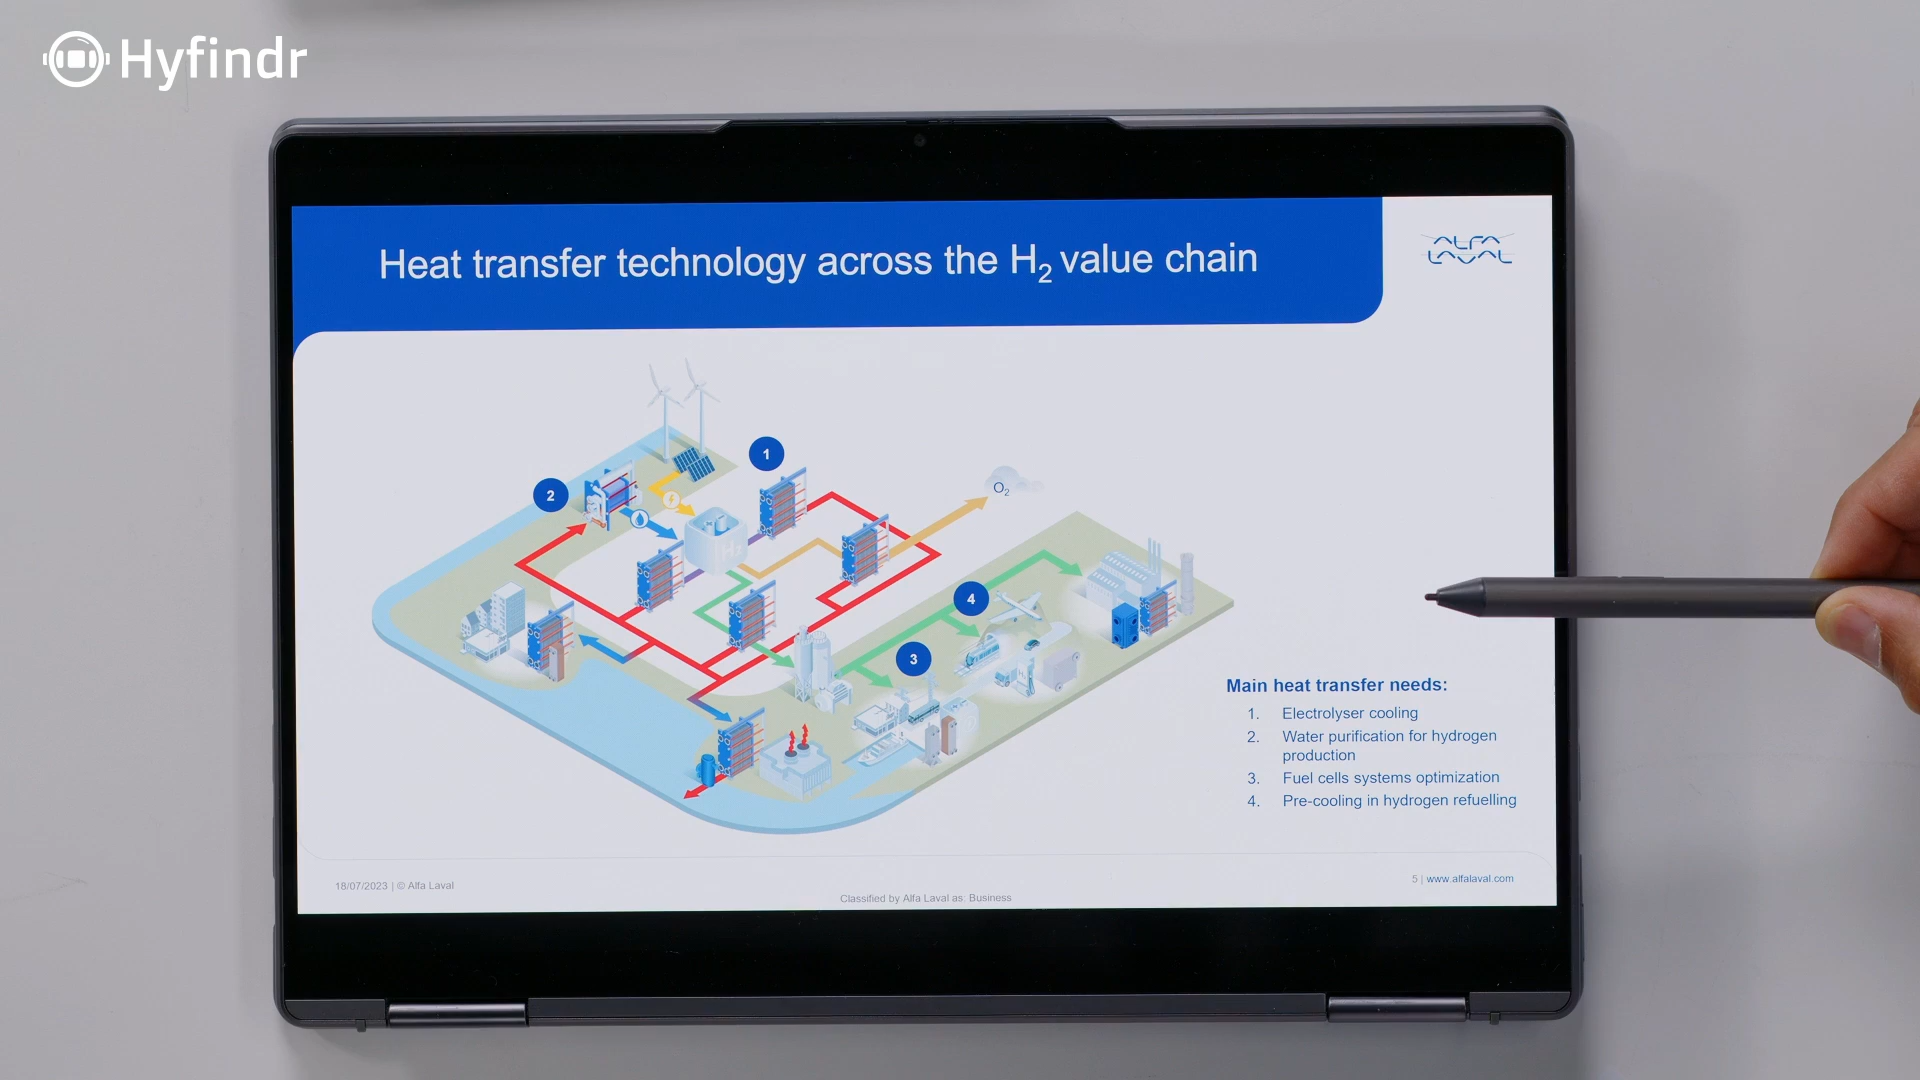 Hyfindr
Heat transfer technology across the H2 value chain
ALFA
LAVAL
1
2
O2
H2
4
3
Main heat transfer needs:
1. Electrolyser cooling
2. Water purification for hydrogen
production
3. Fuel cells systems optimization
4. Pre-cooling in hydrogen refuelling
18/07/2023 | © Alfa Laval
Classified by Alfa Laval as: Business
5 | www.alfalaval.com